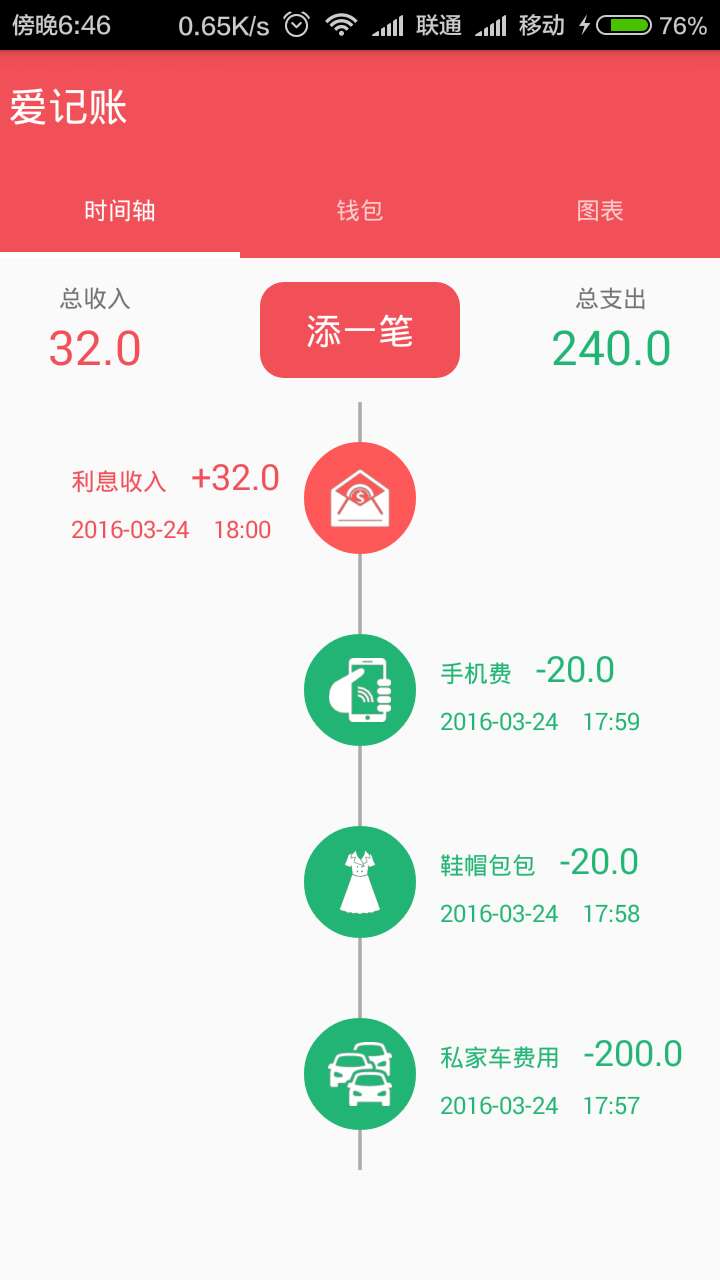 傍晚6:46 0.65K/s 联通 移动 76%
爱记账
时间轴 钱包 图表
总收入 添一笔 总支出
32.0 240.0
利息收入 +32.0
2016-03-24 18:00
手机费 -20.0
2016-03-24 17:59
鞋帽包包 -20.0
2016-03-24 17:58
私家车费用 -200.0
2016-03-24 17:57